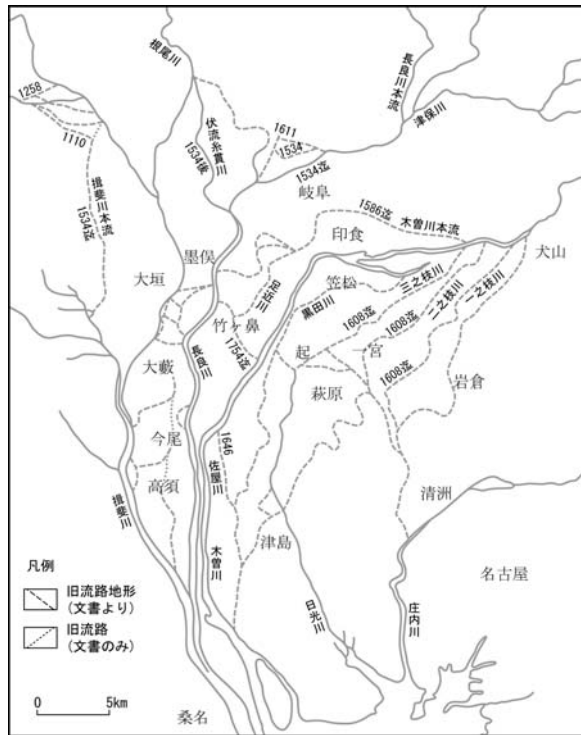 1258
根尾川
長良川本流
津保川
1110
伏流糸貫川
1534後
1611
1534
1534迄
揖斐川本流
1534迄
岐阜
1586迄
木曽川本流
印食
犬山
墨俣
大垣
足近川
笠松
黒田川
三之枝川
1608迄
二之枝川
1608迄
一之枝川
1608迄
竹ヶ鼻
1754迄
長良川
大藪
起
一宮
萩原
岩倉
今尾
高須
1646
佐屋川
清洲
揖斐川
木曽川
津島
名古屋
日光川
庄内川
凡例
旧流路地形
(文書より)
旧流路
(文書のみ)
0
5km
桑名